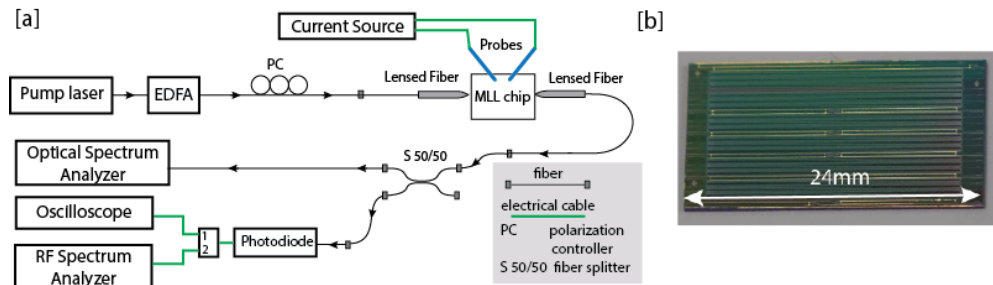 [a]
Current Source
Probes
PC
Lensed Fiber
Lensed Fiber
Pump laser
EDFA
MLL chip
Optical Spectrum
Analyzer
S 50/50
Oscilloscope
1
2
Photodiode
RF Spectrum
Analyzer
fiber
electrical cable
PC polarization
controller
S 50/50 fiber splitter
[b]
24mm